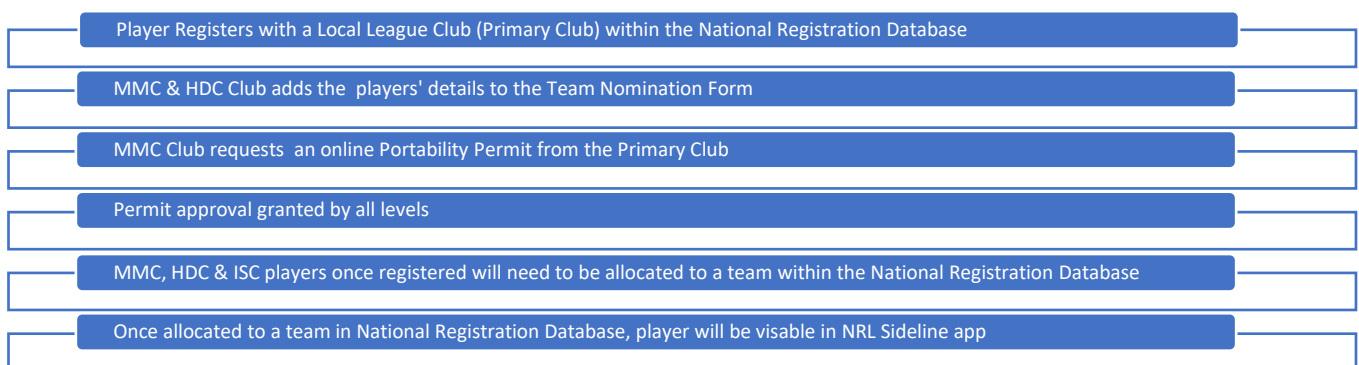 Player Registers with a Local League Club (Primary Club) within the National Registration Database
MMC & HDC Club adds the  players' details to the Team Nomination Form
MMC Club requests  an online Portability Permit from the Primary Club
Permit approval granted by all levels
MMC, HDC & ISC players once registered will need to be allocated to a team within the National Registration Database
Once allocated to a team in National Registration Database, player will be visable in NRL Sideline app